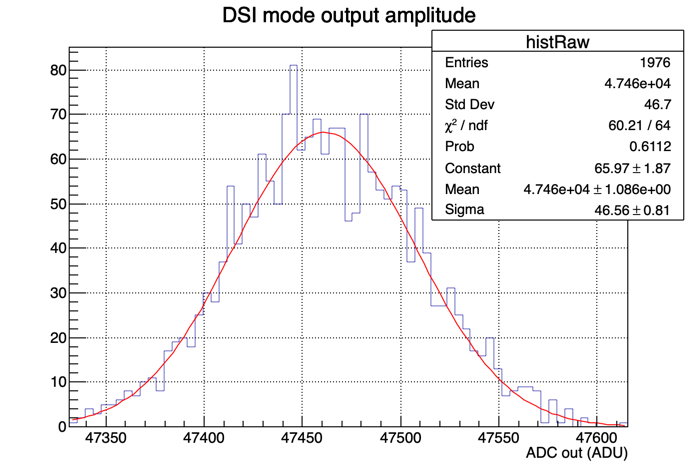 DSI mode output amplitude
histRaw
Entries 1976
Mean 4.746e+04
Std Dev 46.7
χ² / ndf 60.21 / 64
Prob 0.6112
Constant 65.97 ± 1.87
Mean 4.746e+04 ± 1.086e+00
Sigma 46.56 ± 0.81
80
70
60
50
40
30
20
10
0
47350 47400 47450 47500 47550 47600
ADC out (ADU)